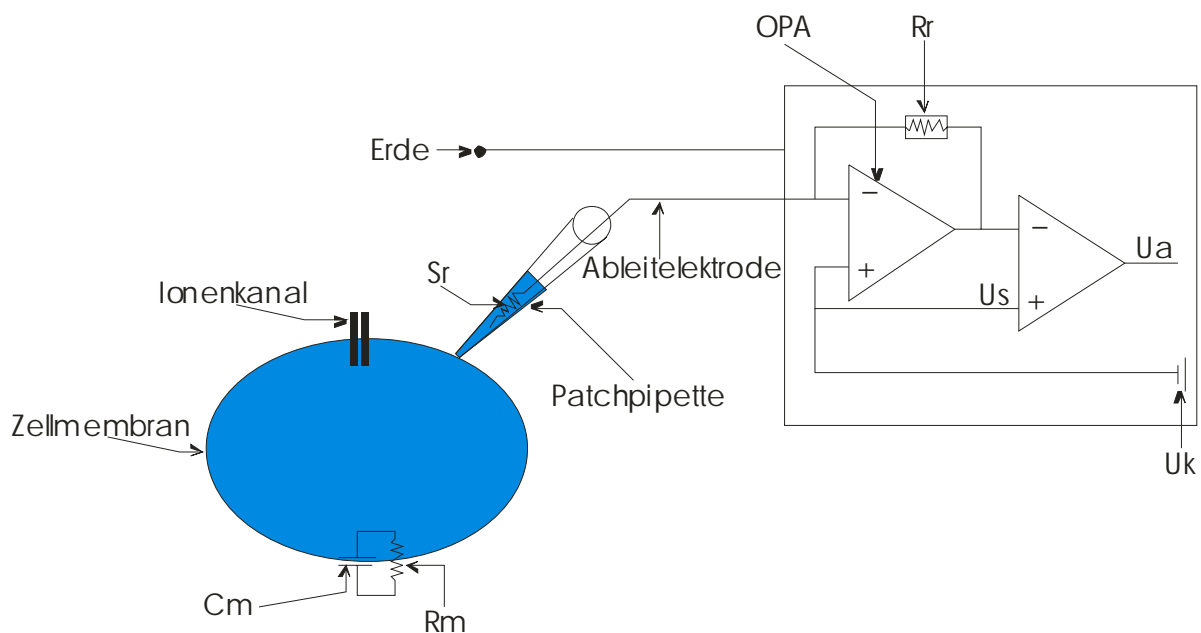 OPA
Rr
Erde
−
Ua
Ableitelektrode
Sr
Ionenkanal
+
Us
−
+
Patchpipette
Zellmembran
Uk
Cm
Rm